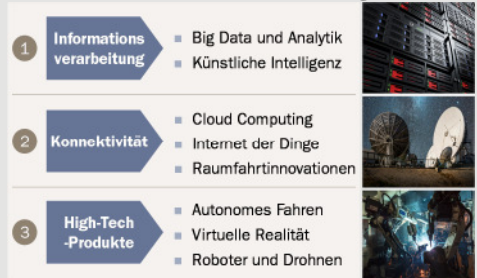 1
Informations
verarbeitung
Big Data und Analytik
Künstliche Intelligenz
2
Konnektivität
Cloud Computing
Internet der Dinge
Raumfahrtinnovationen
3
High-Tech
-Produkte
Autonomes Fahren
Virtuelle Realität
Roboter und Drohnen